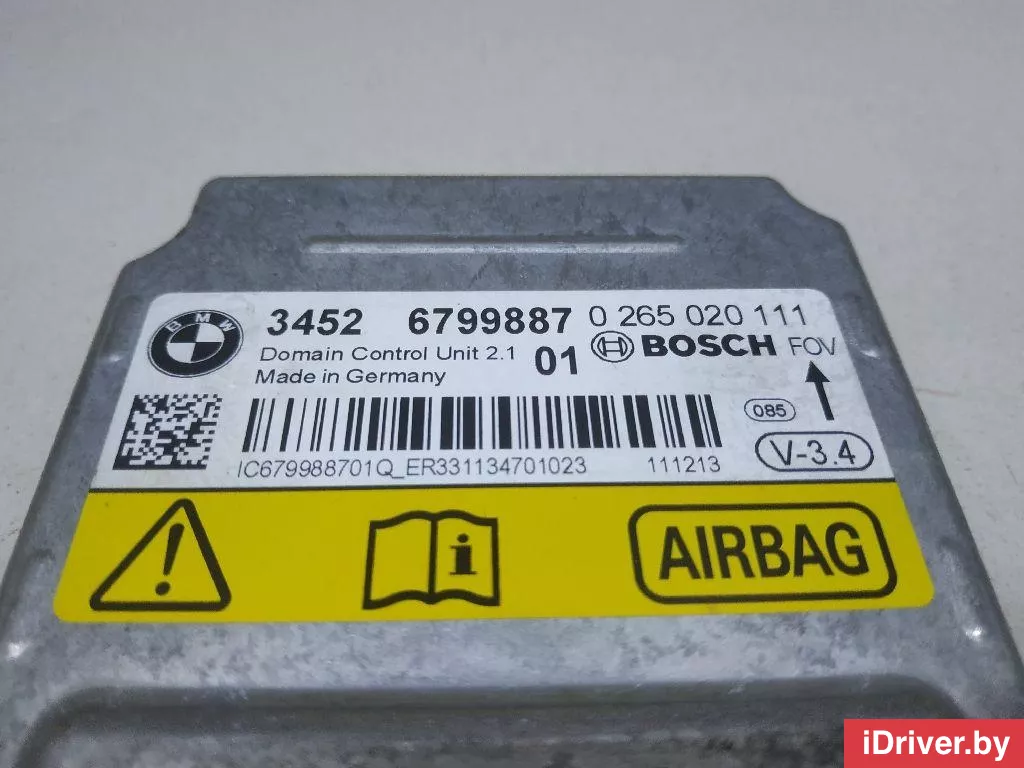 BMW
3452 6799887 0 265 020 111
Domain Control Unit 2.1 01 BOSCH FOV
Made in Germany
085
V-3.4
IC679988701Q_ER331134701023 111213
AIRBAG
iDriver.by